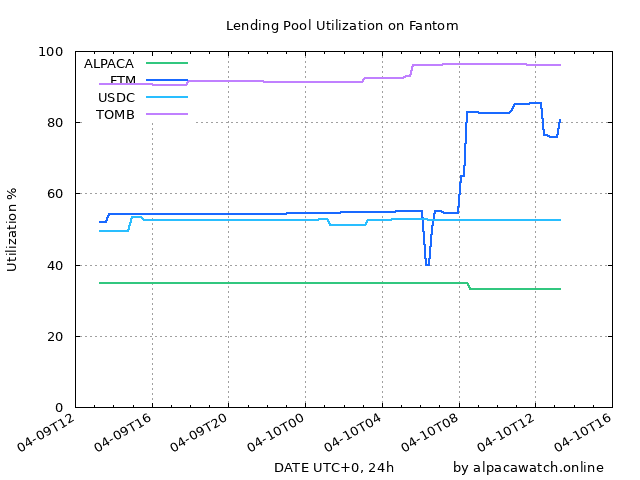 Lending Pool Utilization on Fantom
100
80
60
40
20
0
Utilization %
ALPACA
FTM
USDC
TOMB
04-09T12
04-09T16
04-09T20
04-10T00
04-10T04
04-10T08
04-10T12
04-10T16
DATE UTC+0, 24h
by alpacawatch.online